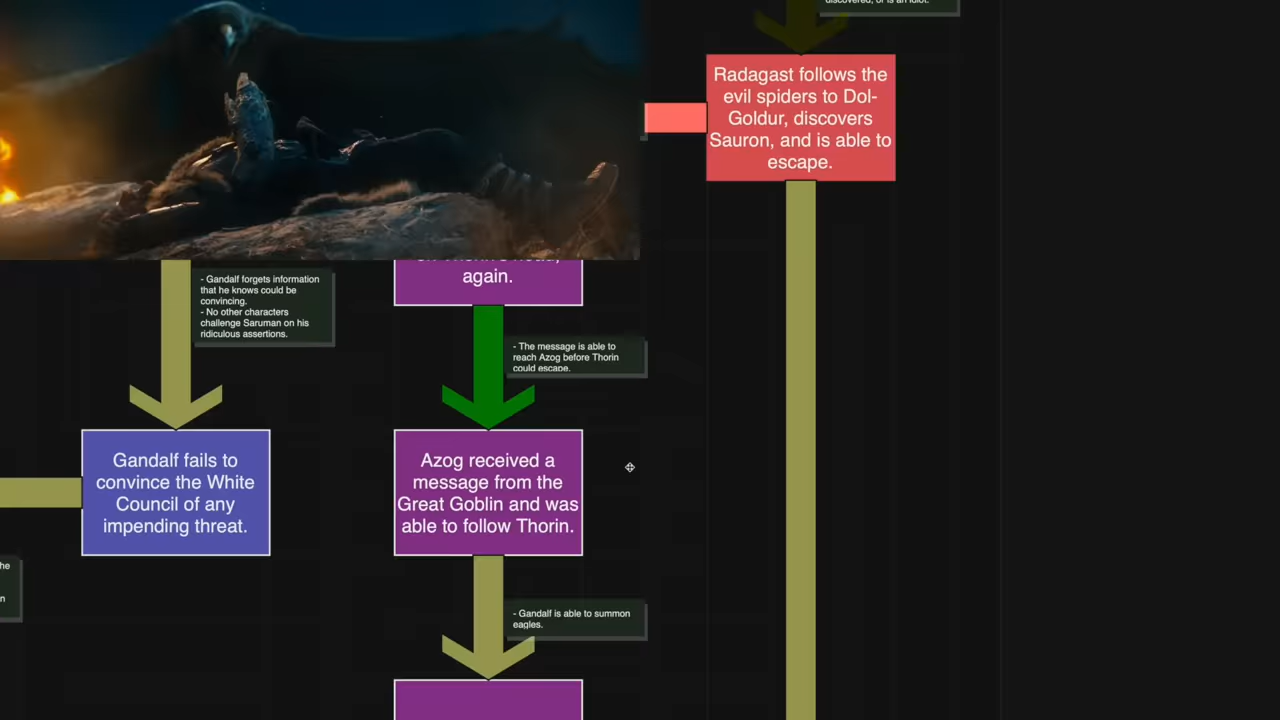 discovered, or is an idiot.
Radagast follows the
evil spiders to Dol-
Goldur, discovers
Sauron, and is able to
escape.
again.
- Gandalf forgets information
that he knows could be
convincing.
- No other characters
challenge Saruman on his
ridiculous assertions.
- The message is able to
reach Azog before Thorin
could escape.
Gandalf fails to
convince the White
Council of any
impending threat.
Azog received a
message from the
Great Goblin and was
able to follow Thorin.
he
n
- Gandalf is able to summon
eagles.